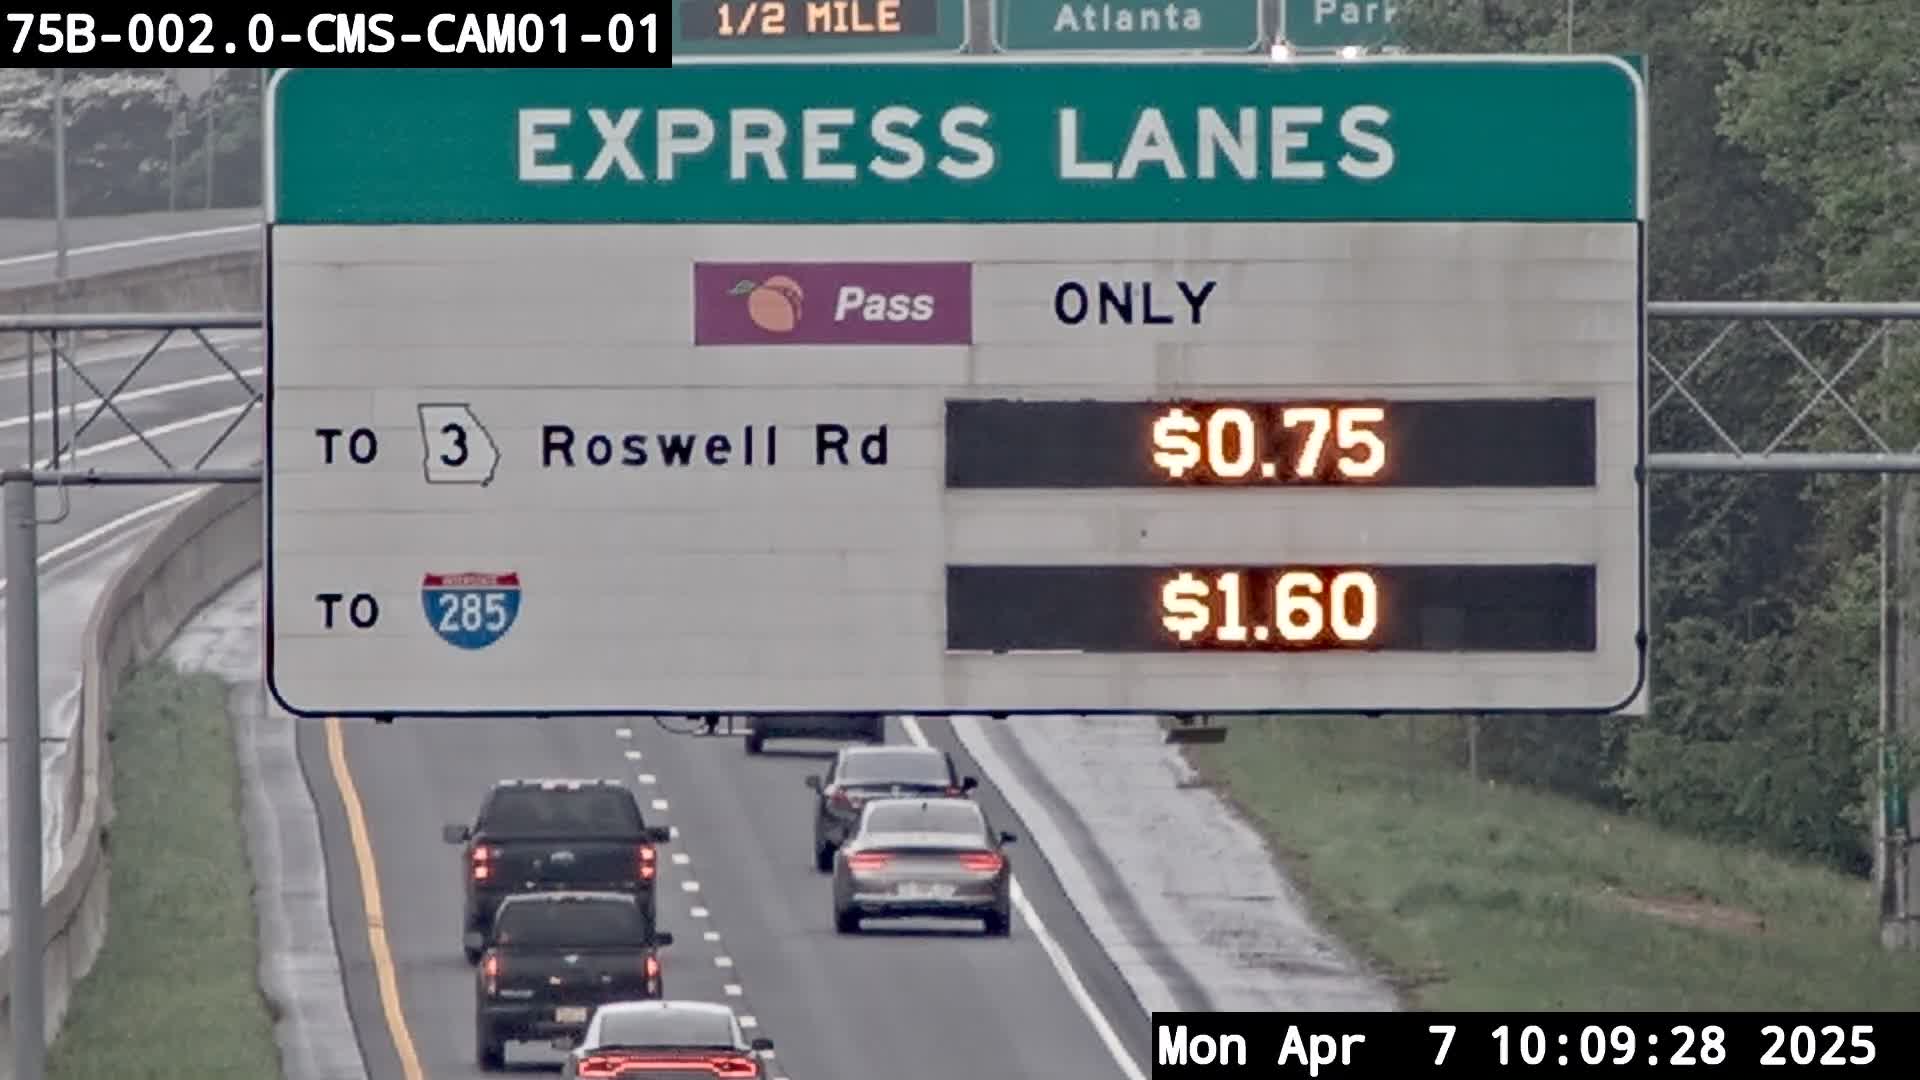 75B-002.0-CMS-CAM01-01
1/2 MILE
Atlanta
EXPRESS LANES
Pass ONLY
TO 3 Roswell Rd $0.75
TO INTERSTATE 285 $1.60
Mon Apr 7 10:09:28 2025